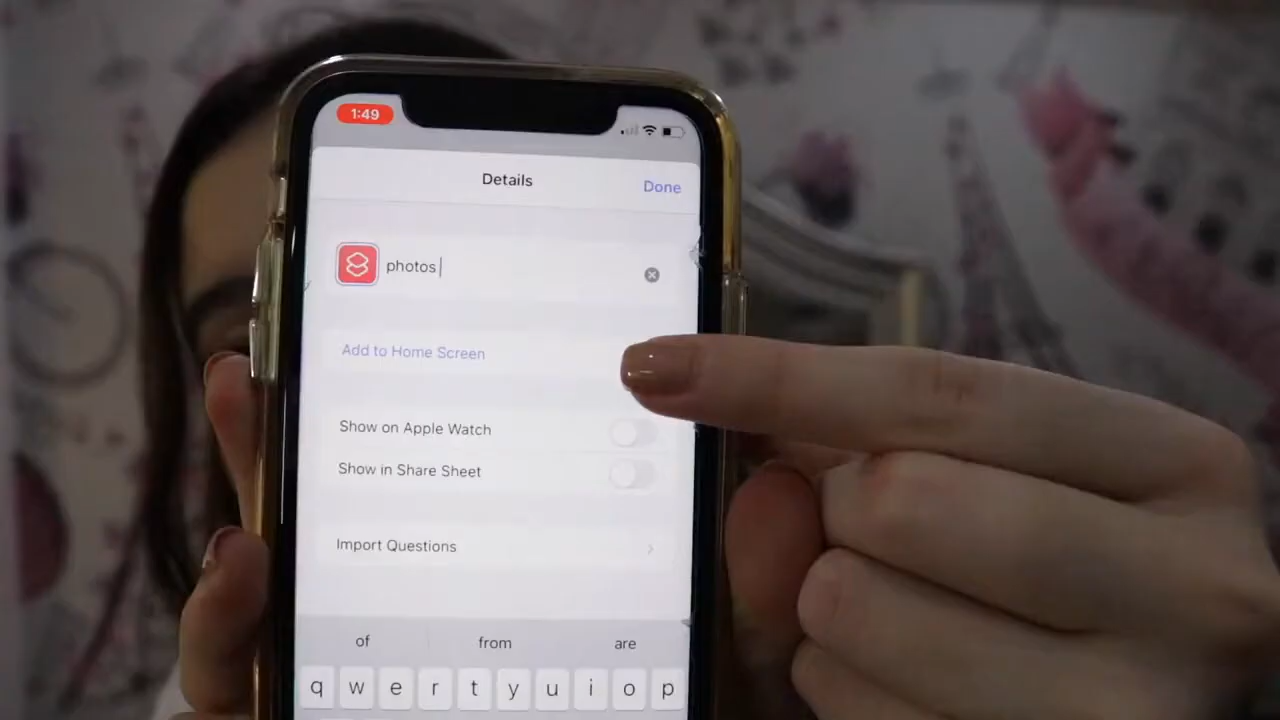 1:49
Details
Done
photos
Add to Home Screen
Show on Apple Watch
Show in Share Sheet
Import Questions
of from are
q w e r t y u i o p